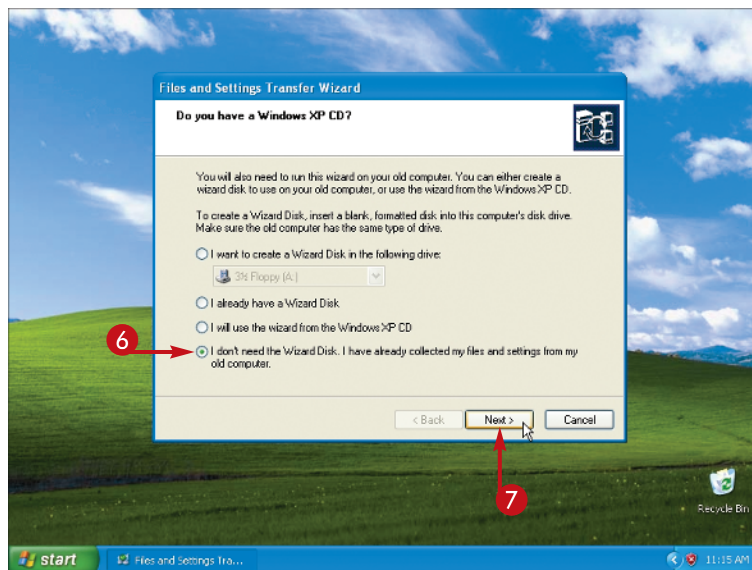 Files and Settings Transfer Wizard
Do you have a Windows XP CD?
You will also need to run this wizard on your old computer. You can either create a
wizard disk to use on your old computer, or use the wizard from the Windows XP CD.
To create a Wizard Disk, insert a blank, formatted disk into this computer's disk drive.
Make sure the old computer has the same type of drive.
I want to create a Wizard Disk in the following drive:
3½ Floppy (A:)
I already have a Wizard Disk
I will use the wizard from the Windows XP CD
6
I don't need the Wizard Disk. I have already collected my files and settings from my
old computer.
< Back
Next >
Cancel
7
Recycle Bin
start
Files and Settings Tra...
11:15 AM